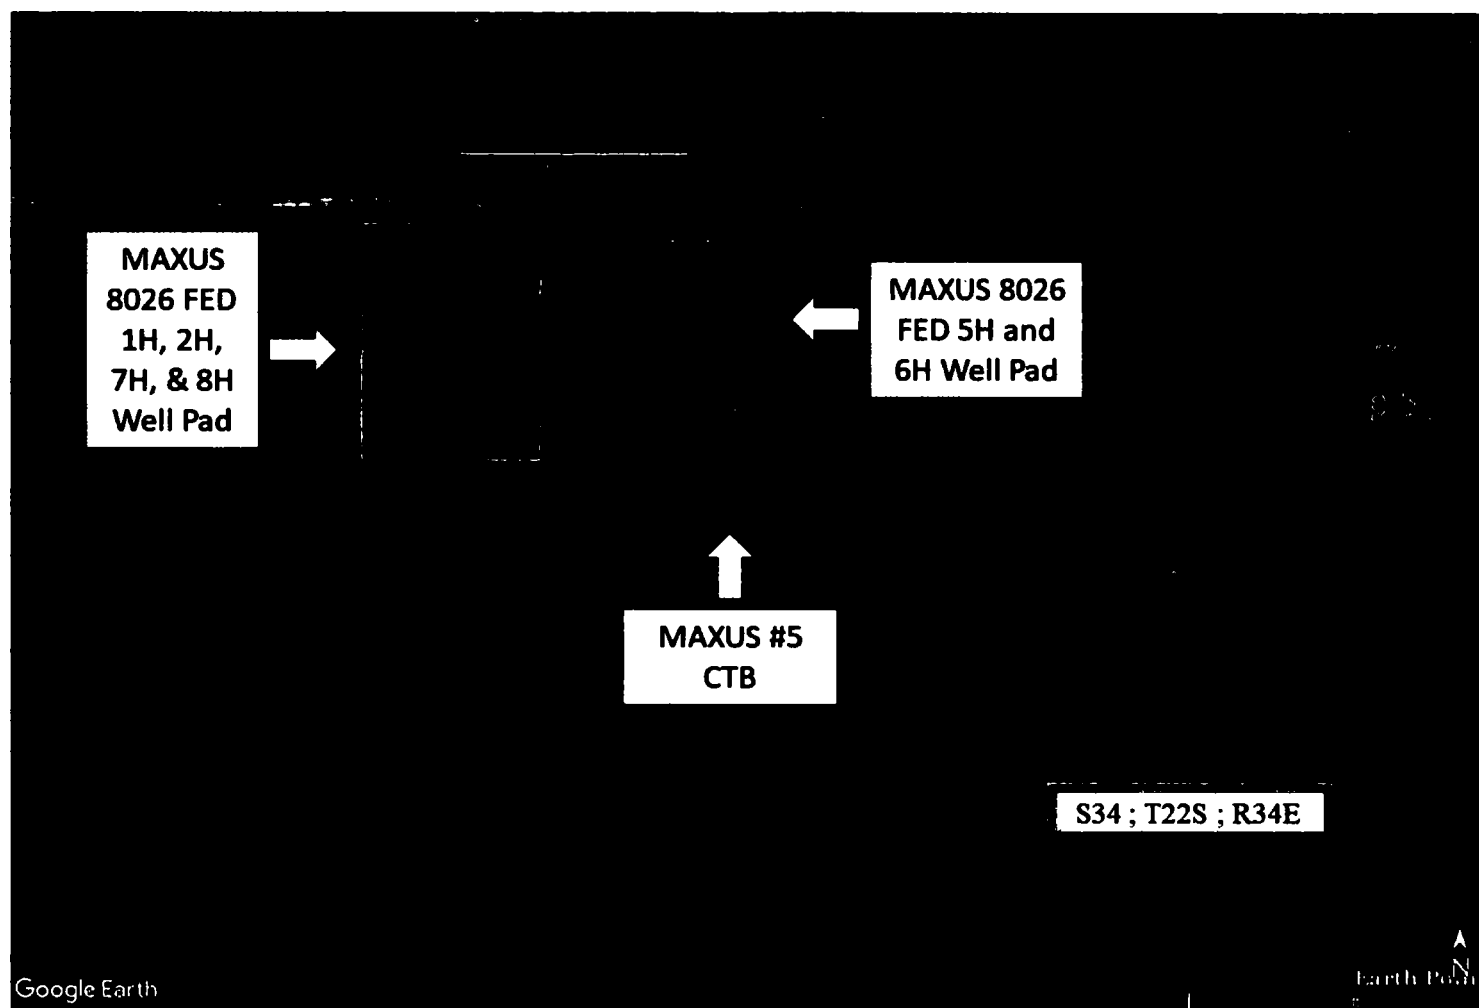 MAXUS
8026 FED
1H, 2H,
7H, & 8H
Well Pad
MAXUS 8026
FED 5H and
6H Well Pad
MAXUS #5
CTB
S34 ; T22S ; R34E
N
Google Earth
Earth